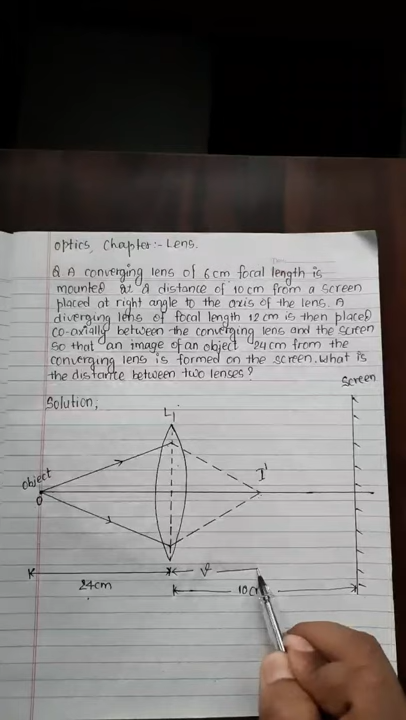 optics, Chapter:- Lens.
Q. A converging lens of 6cm focal length is
mounted at a distance of 10cm from a screen
placed at right angle to the axis of the lens. A
diverging lens of focal length 12cm is then placed
co-axially between the converging lens and the screen
so that an image of an object 24cm from the
converging lens is formed on the screen. What is
the distance between two lenses?
Screen
Solution,
L1
object
I'
O
24cm
v
10cm